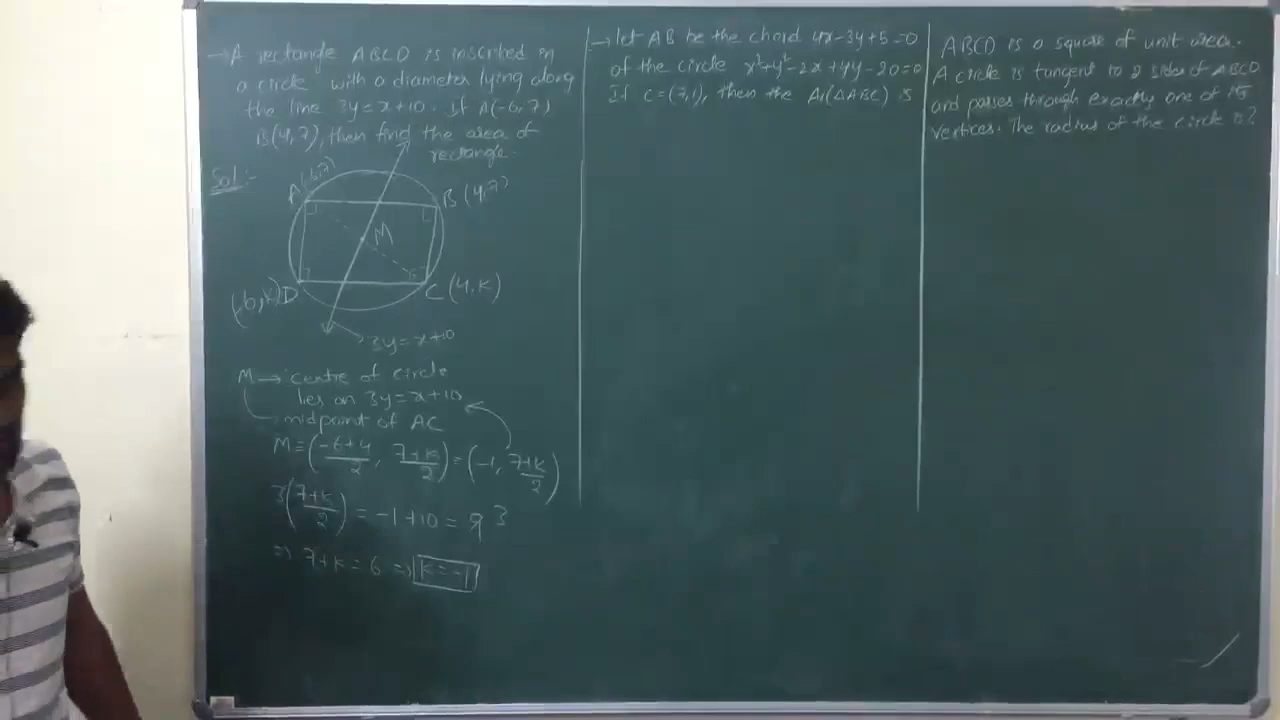 → A rectangle ABCD is inscribed in
a circle with a diameter lying along
the line 3y = x+10. If A(-6,7)
B(4,7), then find the area of
rectangle.
Sol:-
A(-6,7)
B(4,7)
M
(-6,k)D
C(4,k)
3y=x+10
M → centre of circle
lies on 3y=x+10
midpoint of AC
M≡(-6+4/2, 7+k/2) = (-1, 7+k/2)
3(7+k/2) = -1+10 = 9 3
⇒ 7+k=6 ⇒ k=-1
→ let AB be the chord 4x-3y+5=0
of the circle x²+y²-2x+4y-20=0
If C=(7,1), then the Ar(△ABC) is
ABCD is a square of unit area.
A circle is tangent to 2 sides of ABCD
and passes through exactly one of its
vertices. The radius of the circle is?